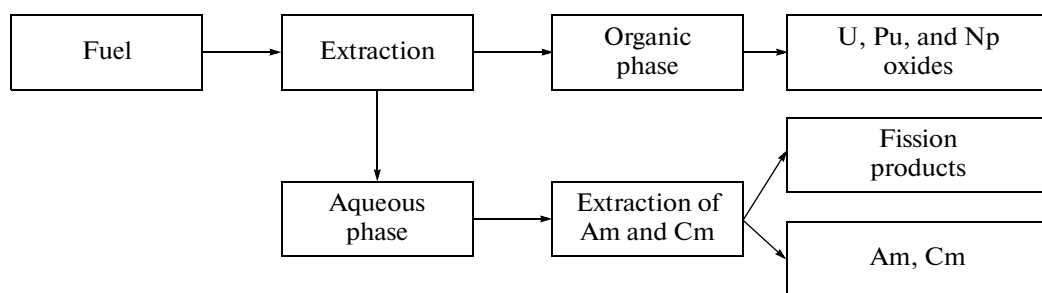 Fuel
Extraction
Organic
phase
U, Pu, and Np
oxides
Aqueous
phase
Extraction of
Am and Cm
Fission
products
Am, Cm